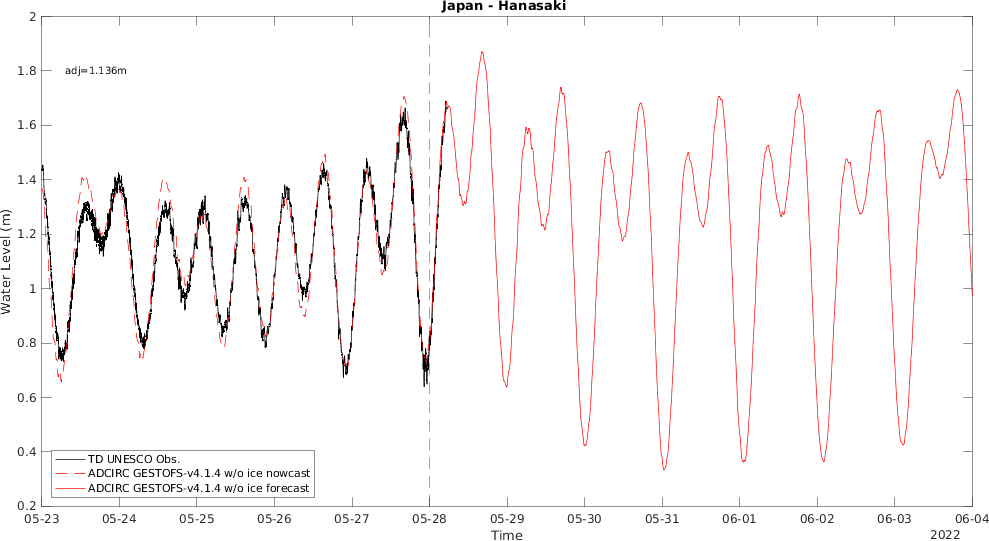 Japan - Hanasaki
2
1.8
1.6
1.4
1.2
1
0.8
0.6
0.4
0.2
Water Level (m)
adj=1.136m
TD UNESCO Obs.
ADCIRC GESTOFS-v4.1.4 w/o ice nowcast
ADCIRC GESTOFS-v4.1.4 w/o ice forecast
05-23 05-24 05-25 05-26 05-27 05-28 05-29 05-30 05-31 06-01 06-02 06-03 06-04
Time
2022